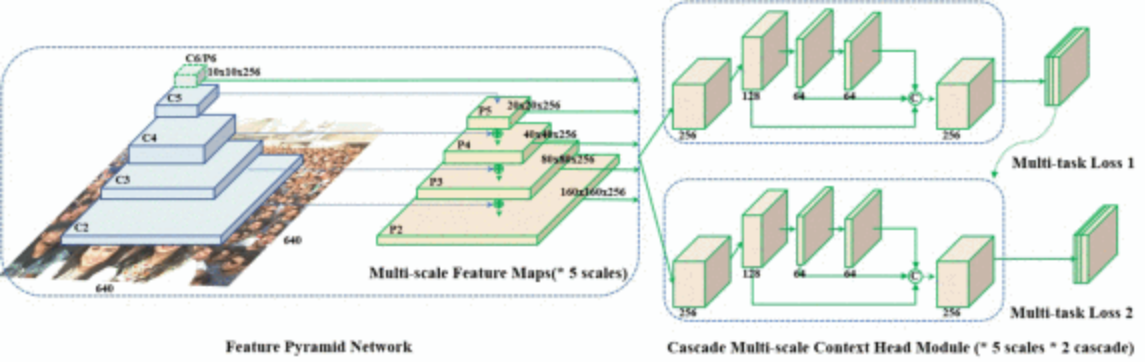 C6/P6
10x10x256
C5
C4
C3
C2
640
640
P5
20x20x256
P4
40x40x256
P3
80x80x256
P2
160x160x256
Multi-scale Feature Maps(* 5 scales)
Feature Pyramid Network
256
128
64
64
C
256
Multi-task Loss 1
256
128
64
64
C
256
Multi-task Loss 2
Cascade Multi-scale Context Head Module (* 5 scales * 2 cascade)